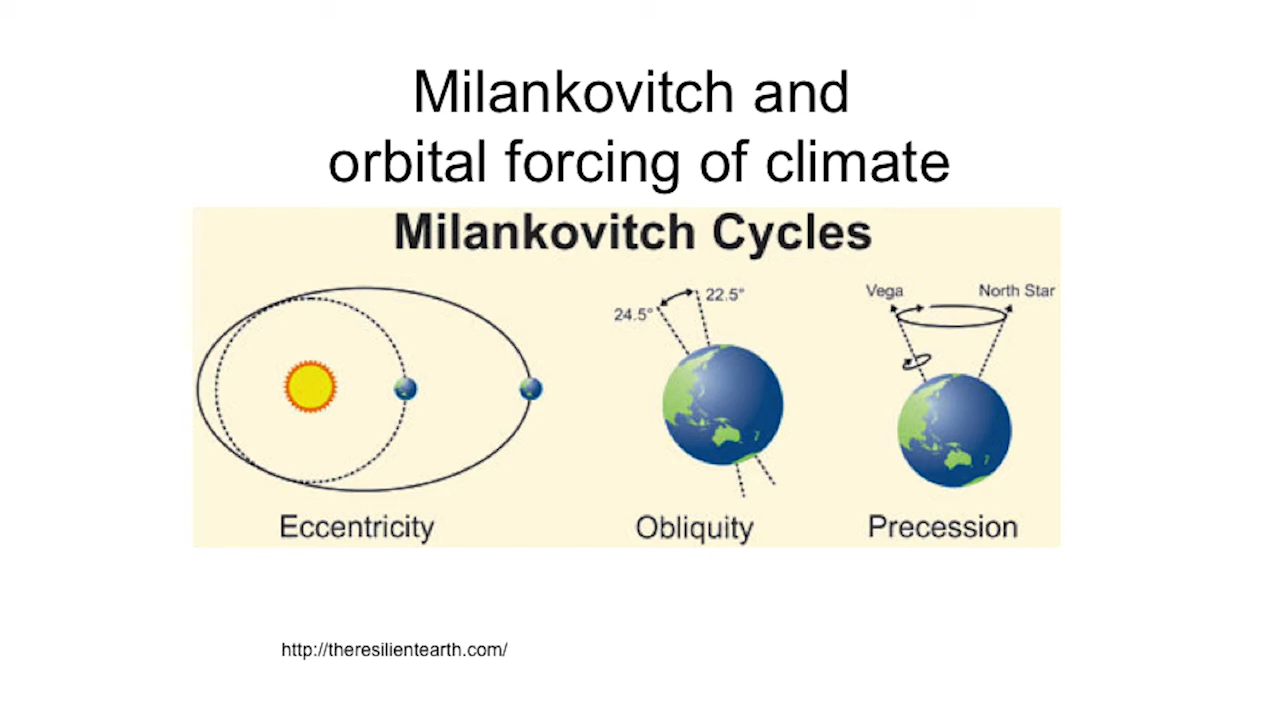 Milankovitch and
orbital forcing of climate
Milankovitch Cycles
24.5°
22.5°
Vega
North Star
Eccentricity
Obliquity
Precession
http://theresilientearth.com/